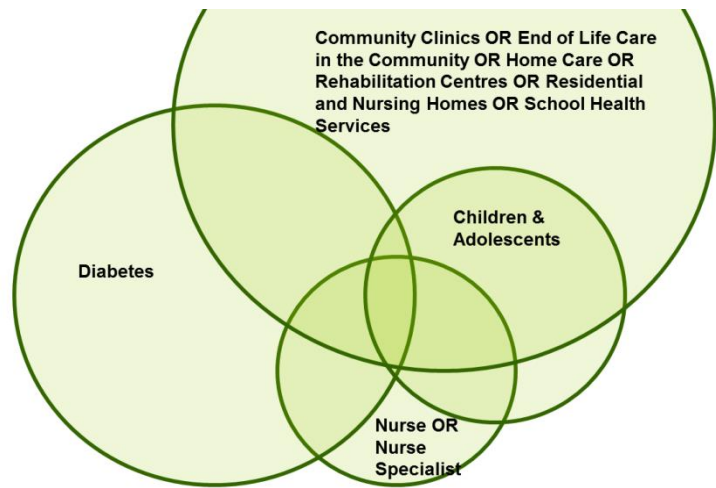 Community Clinics OR End of Life Care
in the Community OR Home Care OR
Rehabilitation Centres OR Residential
and Nursing Homes OR School Health
Services
Children &
Adolescents
Diabetes
Nurse OR
Nurse
Specialist